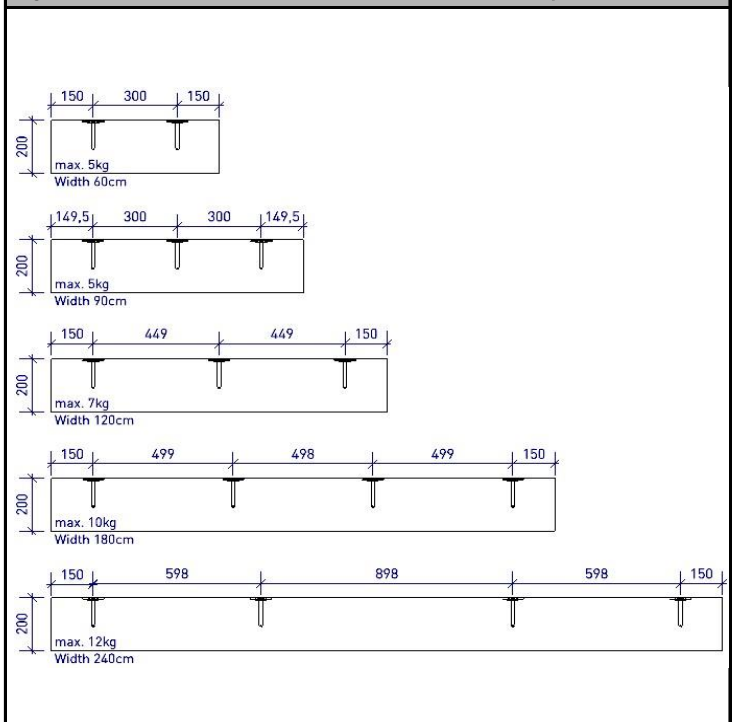 150 300 150
200
max. 5kg
Width 60cm
149,5 300 300 149,5
200
max. 5kg
Width 90cm
150 449 449 150
200
max. 7kg
Width 120cm
150 499 498 499 150
200
max. 10kg
Width 180cm
150 598 898 598 150
200
max. 12kg
Width 240cm